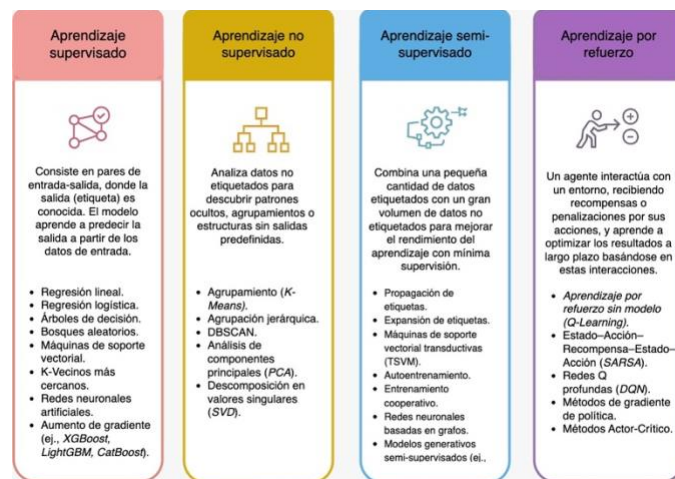 Aprendizaje
supervisado
Consiste en pares de
entrada-salida, donde la
salida (etiqueta) es
conocida. El modelo
aprende a predecir la
salida a partir de los
datos de entrada.
• Regresión lineal.
• Regresión logística.
• Árboles de decisión.
• Bosques aleatorios.
• Máquinas de soporte
vectorial.
• K-Vecinos más
cercanos.
• Redes neuronales
artificiales.
• Aumento de gradiente
(ej., XGBoost,
LightGBM, CatBoost).
Aprendizaje no
supervisado
Analiza datos no
etiquetados para
descubrir patrones
ocultos, agrupamientos o
estructuras sin salidas
predefinidas.
• Agrupamiento (K-
Means).
• Agrupación jerárquica.
• DBSCAN.
• Análisis de
componentes
principales (PCA).
• Descomposición en
valores singulares
(SVD).
Aprendizaje semi-
supervisado
Combina una pequeña
cantidad de datos
etiquetados con un gran
volumen de datos no
etiquetados para mejorar
el rendimiento del
aprendizaje con mínima
supervisión.
• Propagación de
etiquetas.
• Expansión de etiquetas.
• Máquinas de soporte
vectorial transductivas
(TSVM).
• Autoentrenamiento.
• Entrenamiento
cooperativo.
• Redes neuronales
basadas en grafos.
• Modelos generativos
semi-supervisados (ej.,
Aprendizaje por
refuerzo
Un agente interactúa con
un entorno, recibiendo
recompensas o
penalizaciones por sus
acciones, y aprende a
optimizar los resultados a
largo plazo basándose en
estas interacciones.
• Aprendizaje por
refuerzo sin modelo
(Q-Learning).
• Estado–Acción–
Recompensa–Estado–
Acción (SARSA).
• Redes Q
profundas (DQN).
• Métodos de gradiente
de política.
• Métodos Actor-Crítico.